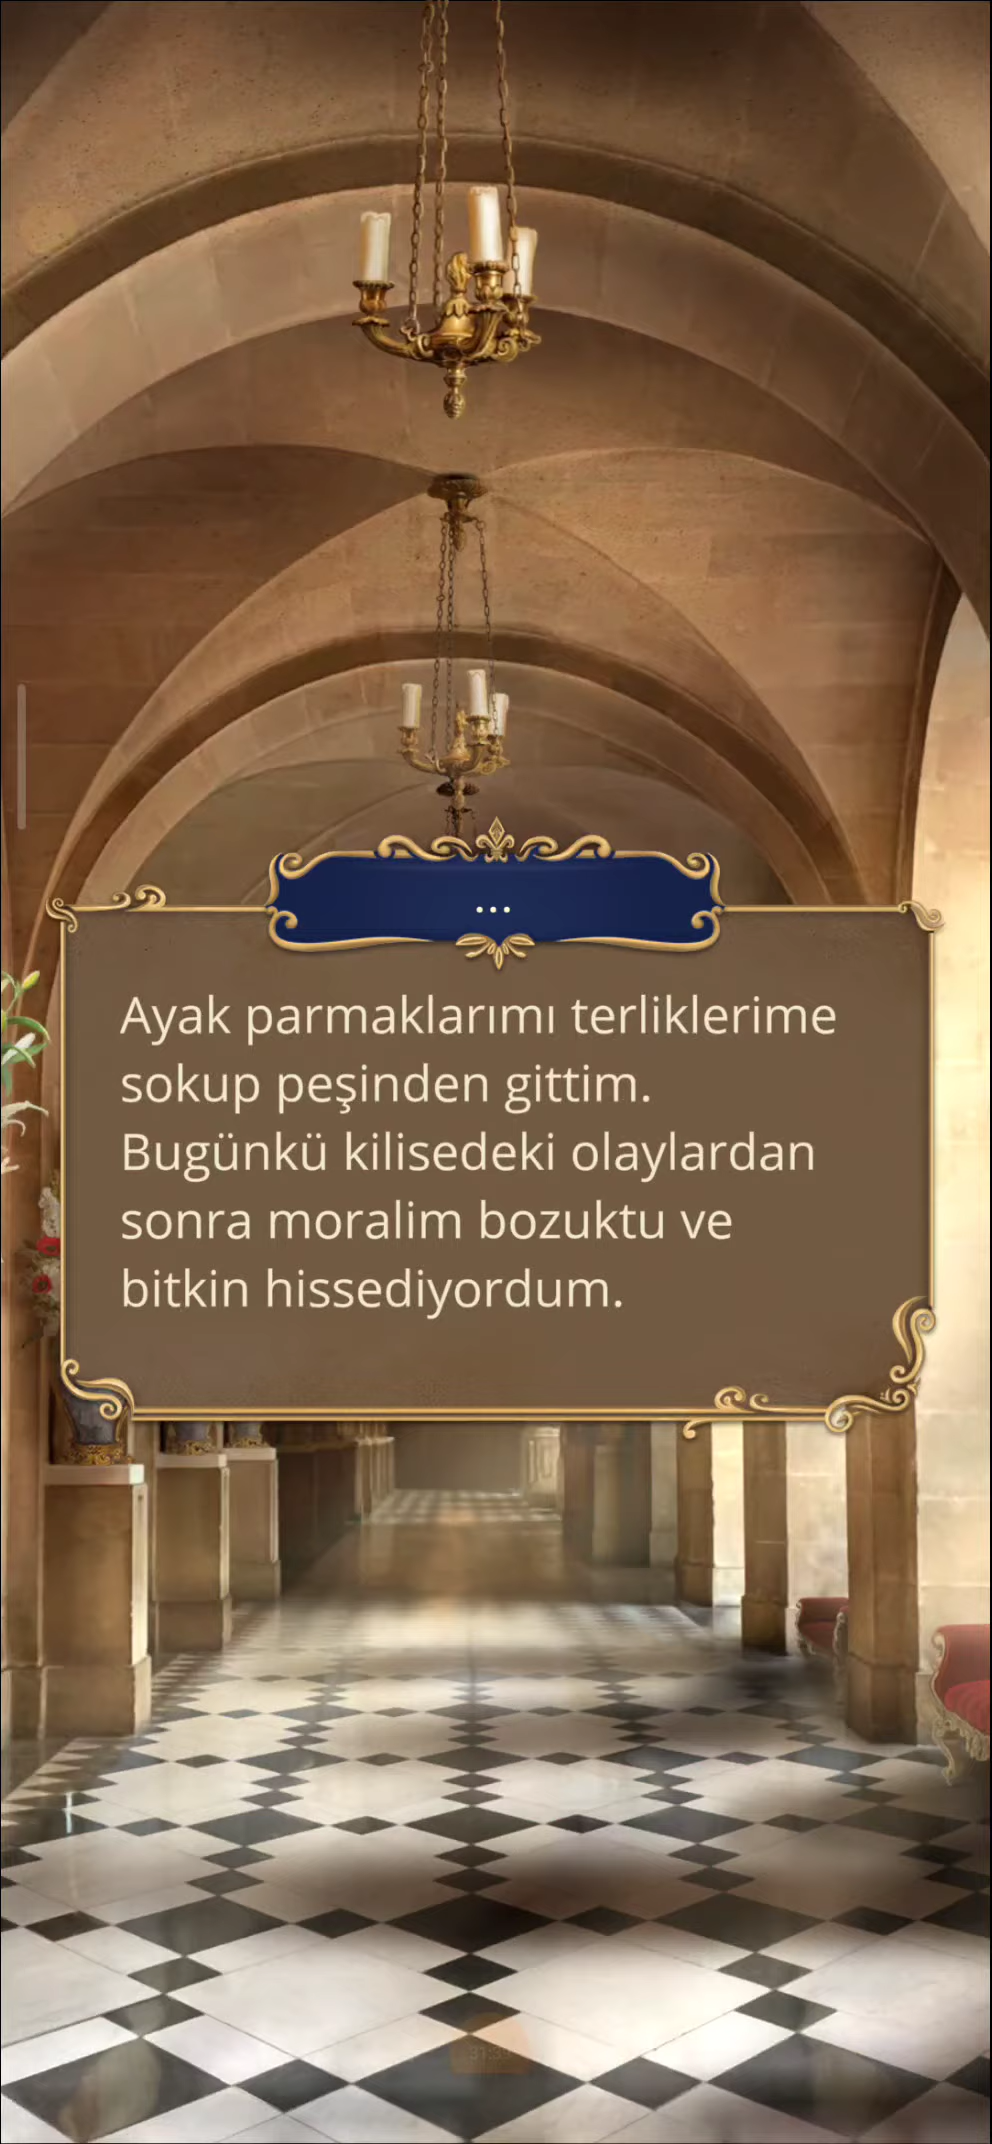 ...
Ayak parmaklarımı terliklerime
sokup peşinden gittim.
Bugünkü kilisedeki olaylardan
sonra moralim bozuktu ve
bitkin hissediyordum.